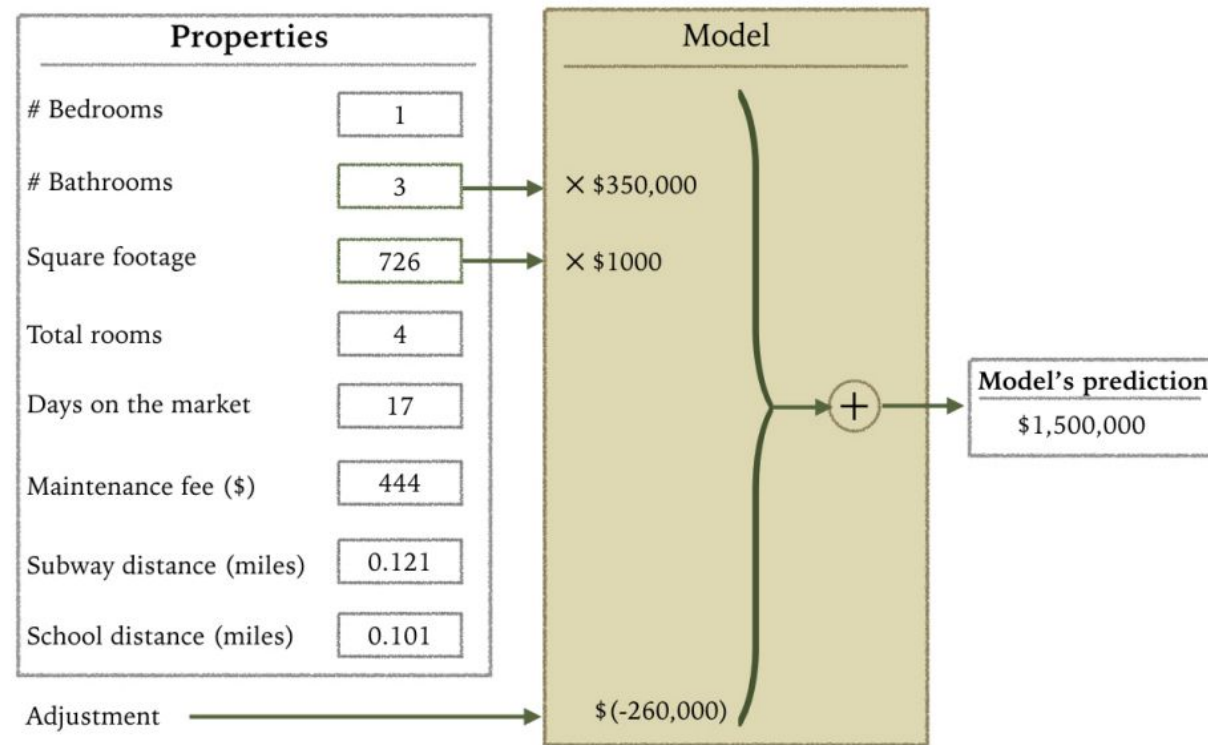 Properties
# Bedrooms 1
# Bathrooms 3
Square footage 726
Total rooms 4
Days on the market 17
Maintenance fee ($) 444
Subway distance (miles) 0.121
School distance (miles) 0.101
Adjustment
Model
× $350,000
× $1000
+
$(-260,000)
Model's prediction
$1,500,000